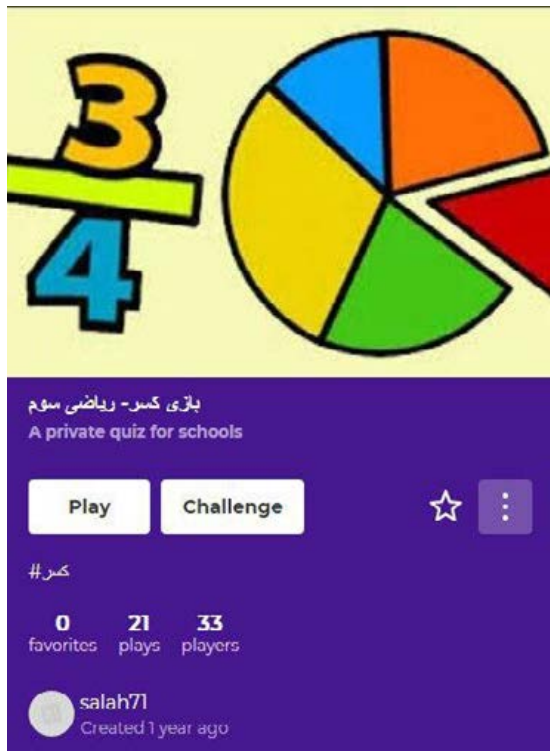 3
4
بازی کسر- ریاضی سوم
A private quiz for schools
Play Challenge
#کسر
0 21 33
favorites plays players
salah71
Created 1 year ago